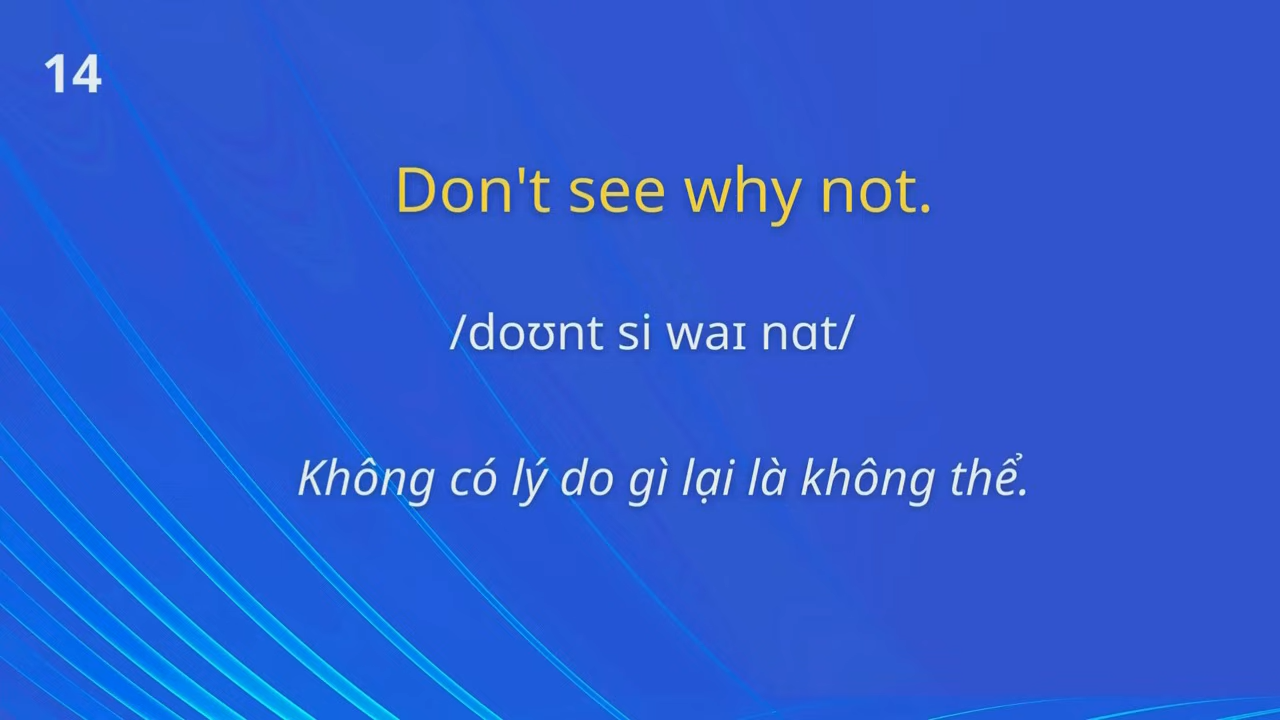 14
Don't see why not.
/doʊnt si waɪ nɑt/
Không có lý do gì lại là không thể.